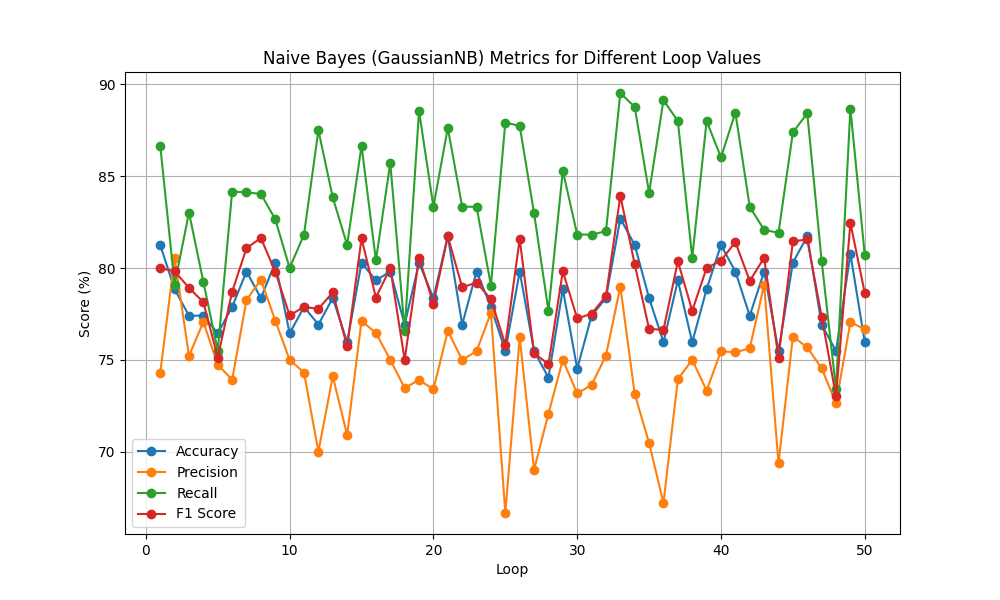 Naive Bayes (GaussianNB) Metrics for Different Loop Values
Score (%)
90
85
80
75
70
Accuracy
Precision
Recall
F1 Score
0 10 20 30 40 50
Loop